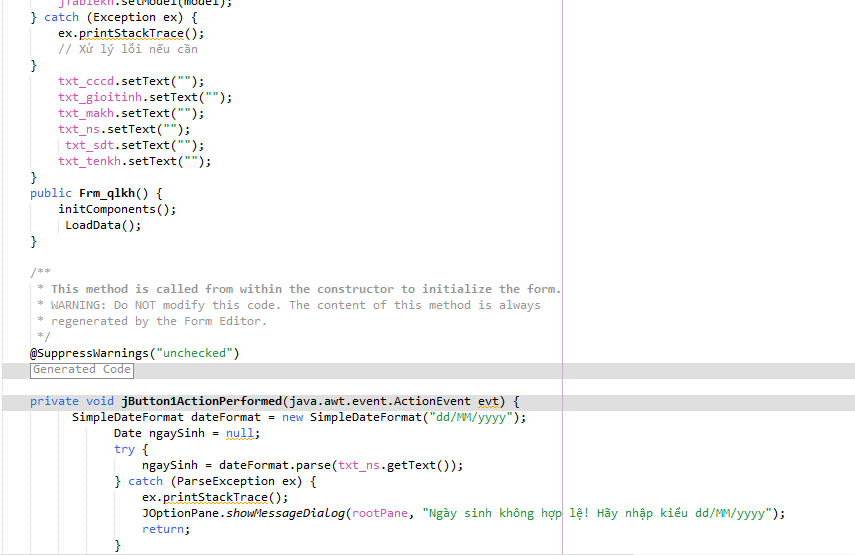 jTablekh.setModel(model);
} catch (Exception ex) {
ex.printStackTrace();
// Xử lý lỗi nếu cần
}
txt_cccd.setText("");
txt_gioitinh.setText("");
txt_makh.setText("");
txt_ns.setText("");
txt_sdt.setText("");
txt_tenkh.setText("");
}
public Frm_qlkh() {
initComponents();
LoadData();
}
/**
* This method is called from within the constructor to initialize the form.
* WARNING: Do NOT modify this code. The content of this method is always
* regenerated by the Form Editor.
*/
@SuppressWarnings("unchecked")
Generated Code
private void jButton1ActionPerformed(java.awt.event.ActionEvent evt) {
SimpleDateFormat dateFormat = new SimpleDateFormat("dd/MM/yyyy");
Date ngaySinh = null;
try {
ngaySinh = dateFormat.parse(txt_ns.getText());
} catch (ParseException ex) {
ex.printStackTrace();
JOptionPane.showMessageDialog(rootPane, "Ngày sinh không hợp lệ! Hãy nhập kiểu dd/MM/yyyy");
return;
}